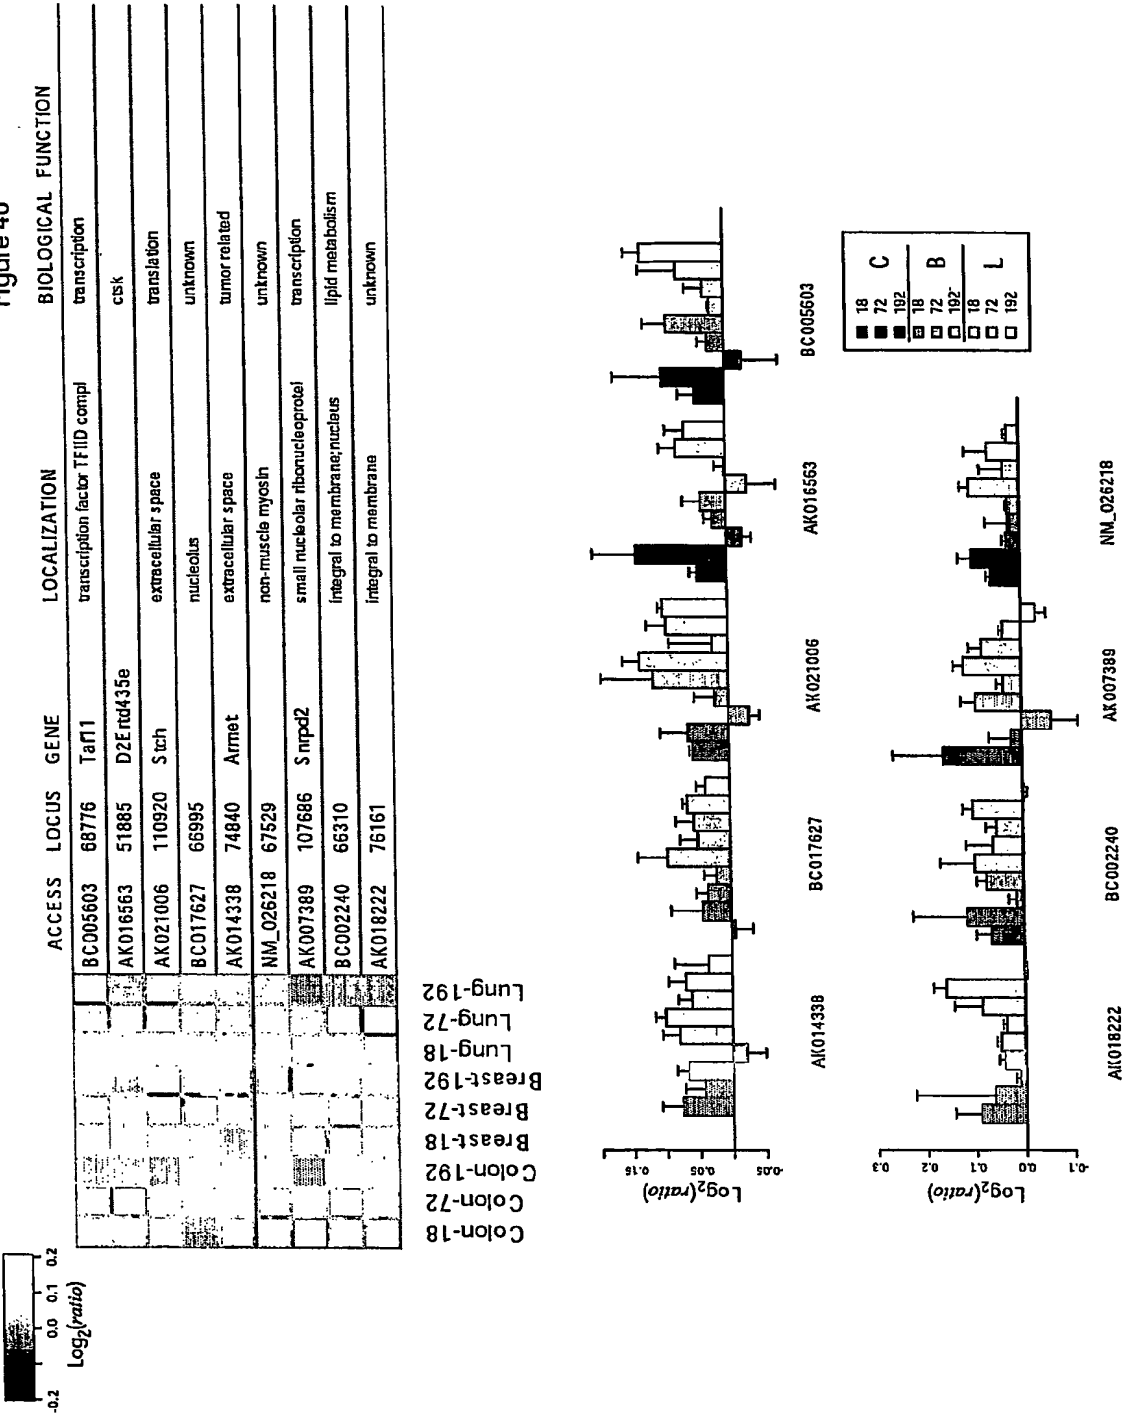 Figure 4b
-0.2 0.0 0.1 0.2
Log2(ratio)
ACCESS LOCUS GENE LOCALIZATION BIOLOGICAL FUNCTION
BC005603 68776 Taf11 transcription factor TFIID compl transcription
AK016563 51885 D2Ertd435e ctsk
AK021006 110920 Stch extracellular space translation
BC017627 66995 nucleolus unknown
AK014338 74840 Armet extracellular space tumor related
NM_026218 67529 non-muscle myosin unknown
AK007389 107686 Snrpd2 small nucleolar ribonucleoprotei transcription
BC002240 66310 integral to membrane;nucleus lipid metabolism
AK018222 76161 integral to membrane unknown
Colon-18
Colon-72
Colon-192
Breast-18
Breast-72
Breast-192
Lung-18
Lung-72
Lung-192
Log2(ratio)
0.15
0.05
-0.05
AK014338 BC017627 AK021006 AK016563 BC005603
Log2(ratio)
0.3
0.2
0.1
0.0
-0.1
AK018222 BC002240 AK007389 NM_026218
18
72 C
192
18
72 B
192
18
72 L
192